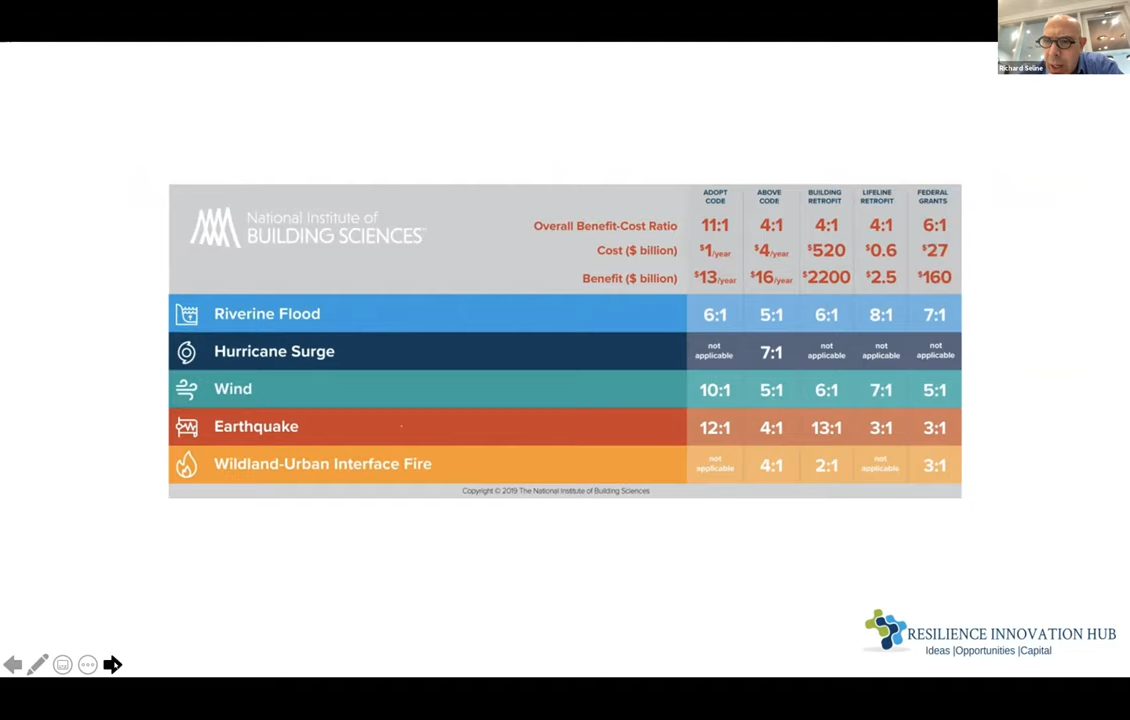 Richard Seline
National Institute of
BUILDING SCIENCES™
ADOPT CODE
ABOVE CODE
BUILDING RETROFIT
LIFELINE RETROFIT
FEDERAL GRANTS
Overall Benefit-Cost Ratio 11:1 4:1 4:1 4:1 6:1
Cost ($ billion) $1/year $4/year $520 $0.6 $27
Benefit ($ billion) $13/year $16/year $2200 $2.5 $160
Riverine Flood 6:1 5:1 6:1 8:1 7:1
Hurricane Surge not applicable 7:1 not applicable not applicable not applicable
Wind 10:1 5:1 6:1 7:1 5:1
Earthquake 12:1 4:1 13:1 3:1 3:1
Wildland-Urban Interface Fire not applicable 4:1 2:1 not applicable 3:1
Copyright © 2019 The National Institute of Building Sciences
RESILIENCE INNOVATION HUB
Ideas |Opportunities |Capital